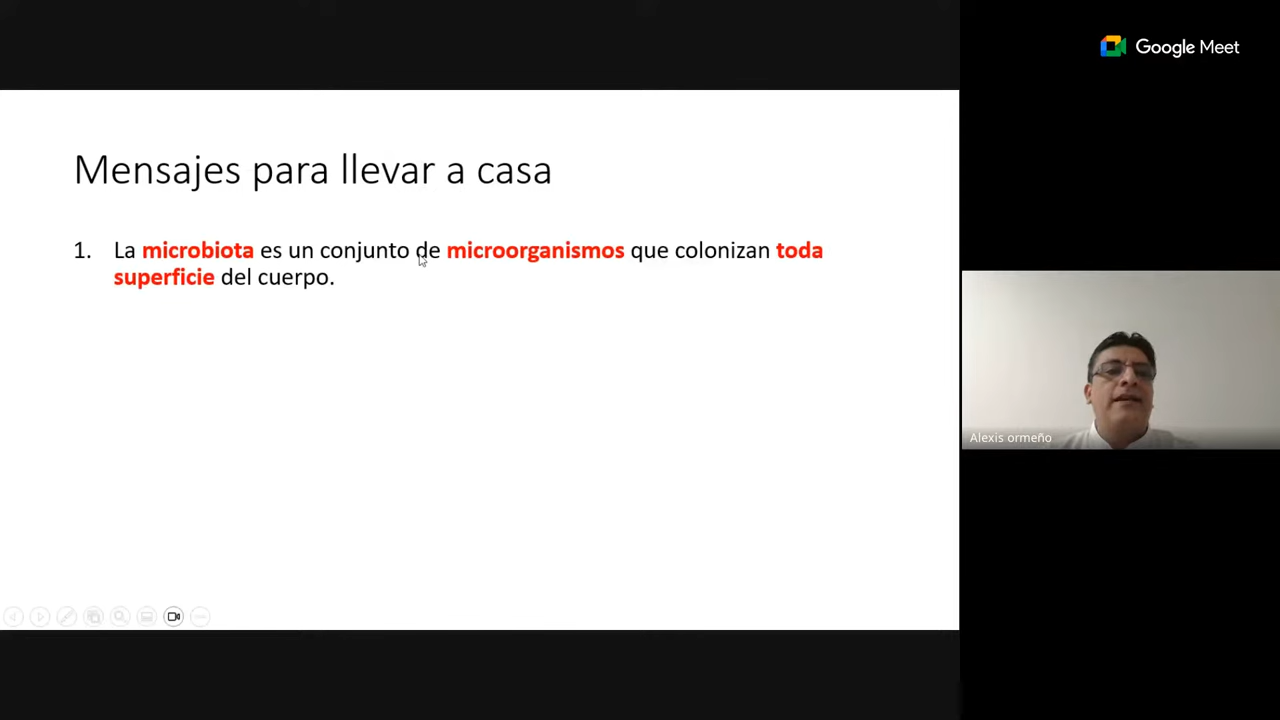 Google Meet
Mensajes para llevar a casa
1. La microbiota es un conjunto de microorganismos que colonizan toda
superficie del cuerpo.
Alexis ormeño